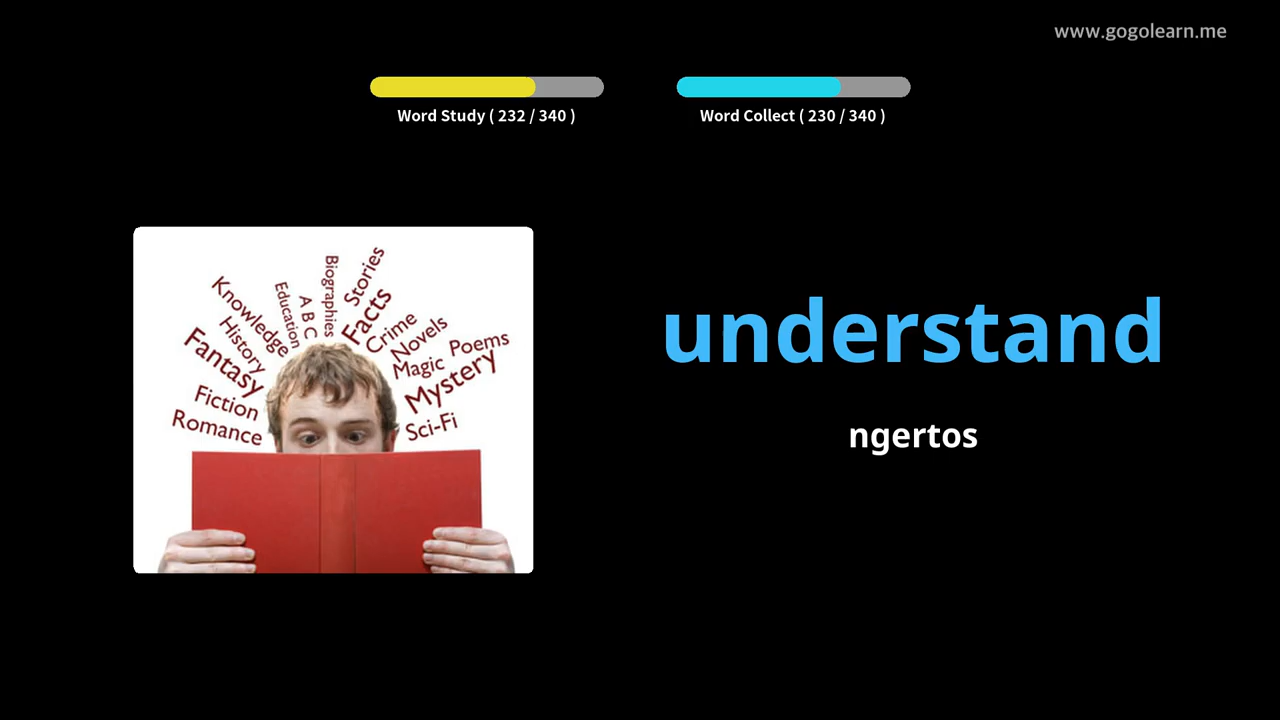 www.gogolearn.me
Word Study ( 232 / 340 )
Word Collect ( 230 / 340 )
Biographies
Stories
Education
A B C
Facts
Knowledge
Crime
History
Novels
Fantasy
Magic
Poems
Mystery
Fiction
Romance
Sci-Fi
understand
ngertos